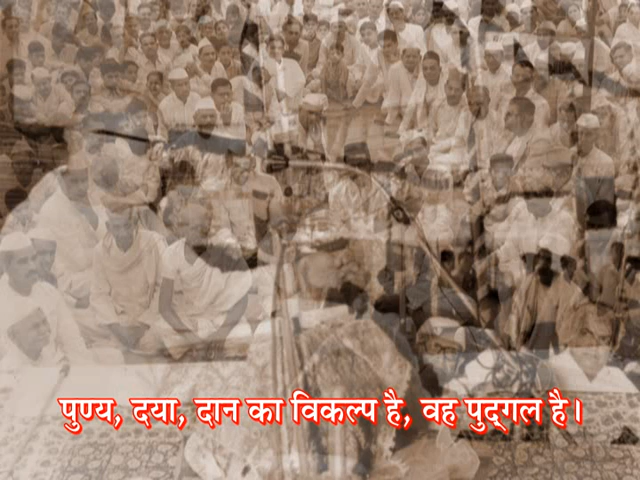 पुण्य, दया, दान का विकल्प है, वह पुद्गल है।